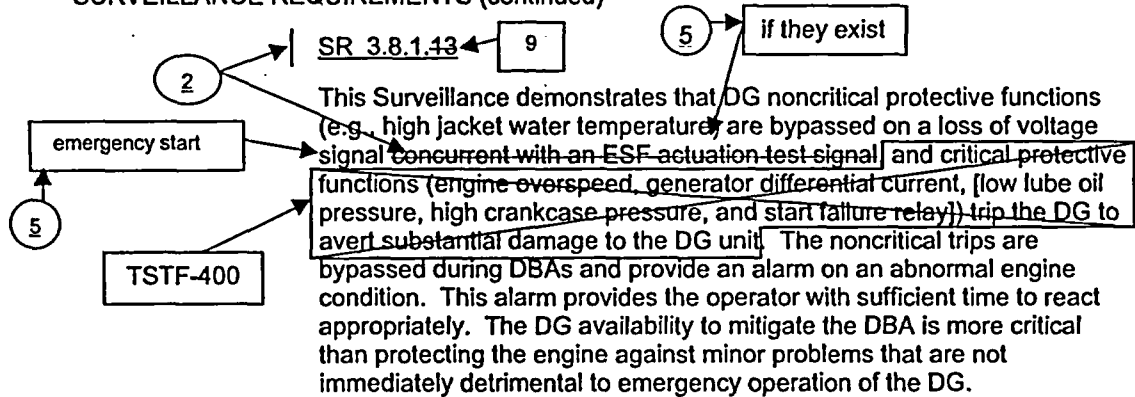 SURVEILLANCE REQUIREMENTS (continued)
5
if they exist
SR 3.8.1.13
9
2
This Surveillance demonstrates that DG noncritical protective functions
(e.g., high jacket water temperature) are bypassed on a loss of voltage
emergency start
signal concurrent with an ESF actuation test signal and critical protective
functions (engine overspeed, generator differential current, [low lube oil
5
pressure, high crankcase pressure, and start failure relay]) trip the DG to
avert substantial damage to the DG unit. The noncritical trips are
TSTF-400
bypassed during DBAs and provide an alarm on an abnormal engine
condition. This alarm provides the operator with sufficient time to react
appropriately. The DG availability to mitigate the DBA is more critical
than protecting the engine against minor problems that are not
immediately detrimental to emergency operation of the DG.